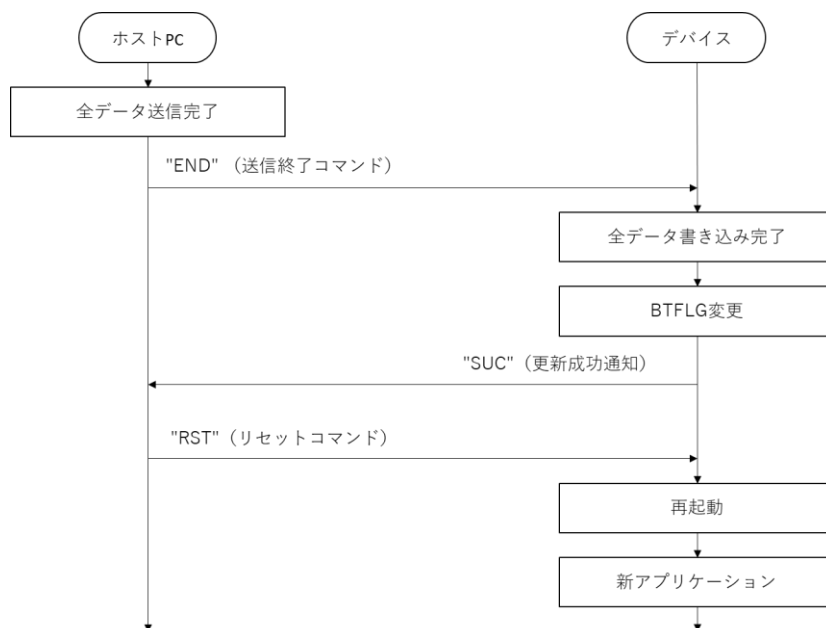 ホストPC
デバイス
全データ送信完了
"END" （送信終了コマンド）
全データ書き込み完了
BTFLG変更
"SUC"（更新成功通知）
"RST"（リセットコマンド）
再起動
新アプリケーション